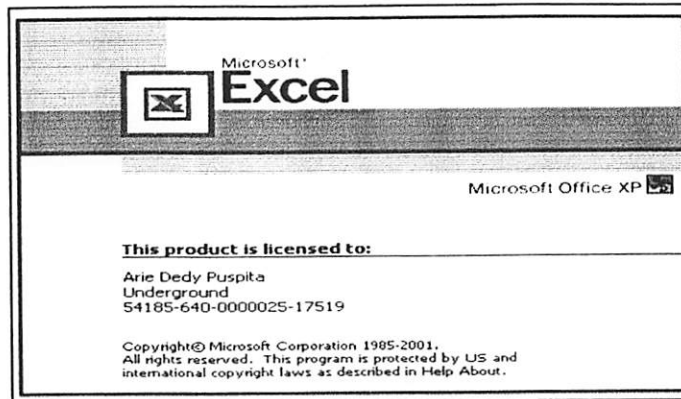 Microsoft®
Excel
Microsoft Office XP
This product is licensed to:
Arie Dedy Puspita
Underground
54185-640-0000025-17519
Copyright© Microsoft Corporation 1985-2001.
All rights reserved. This program is protected by US and
international copyright laws as described in Help About.